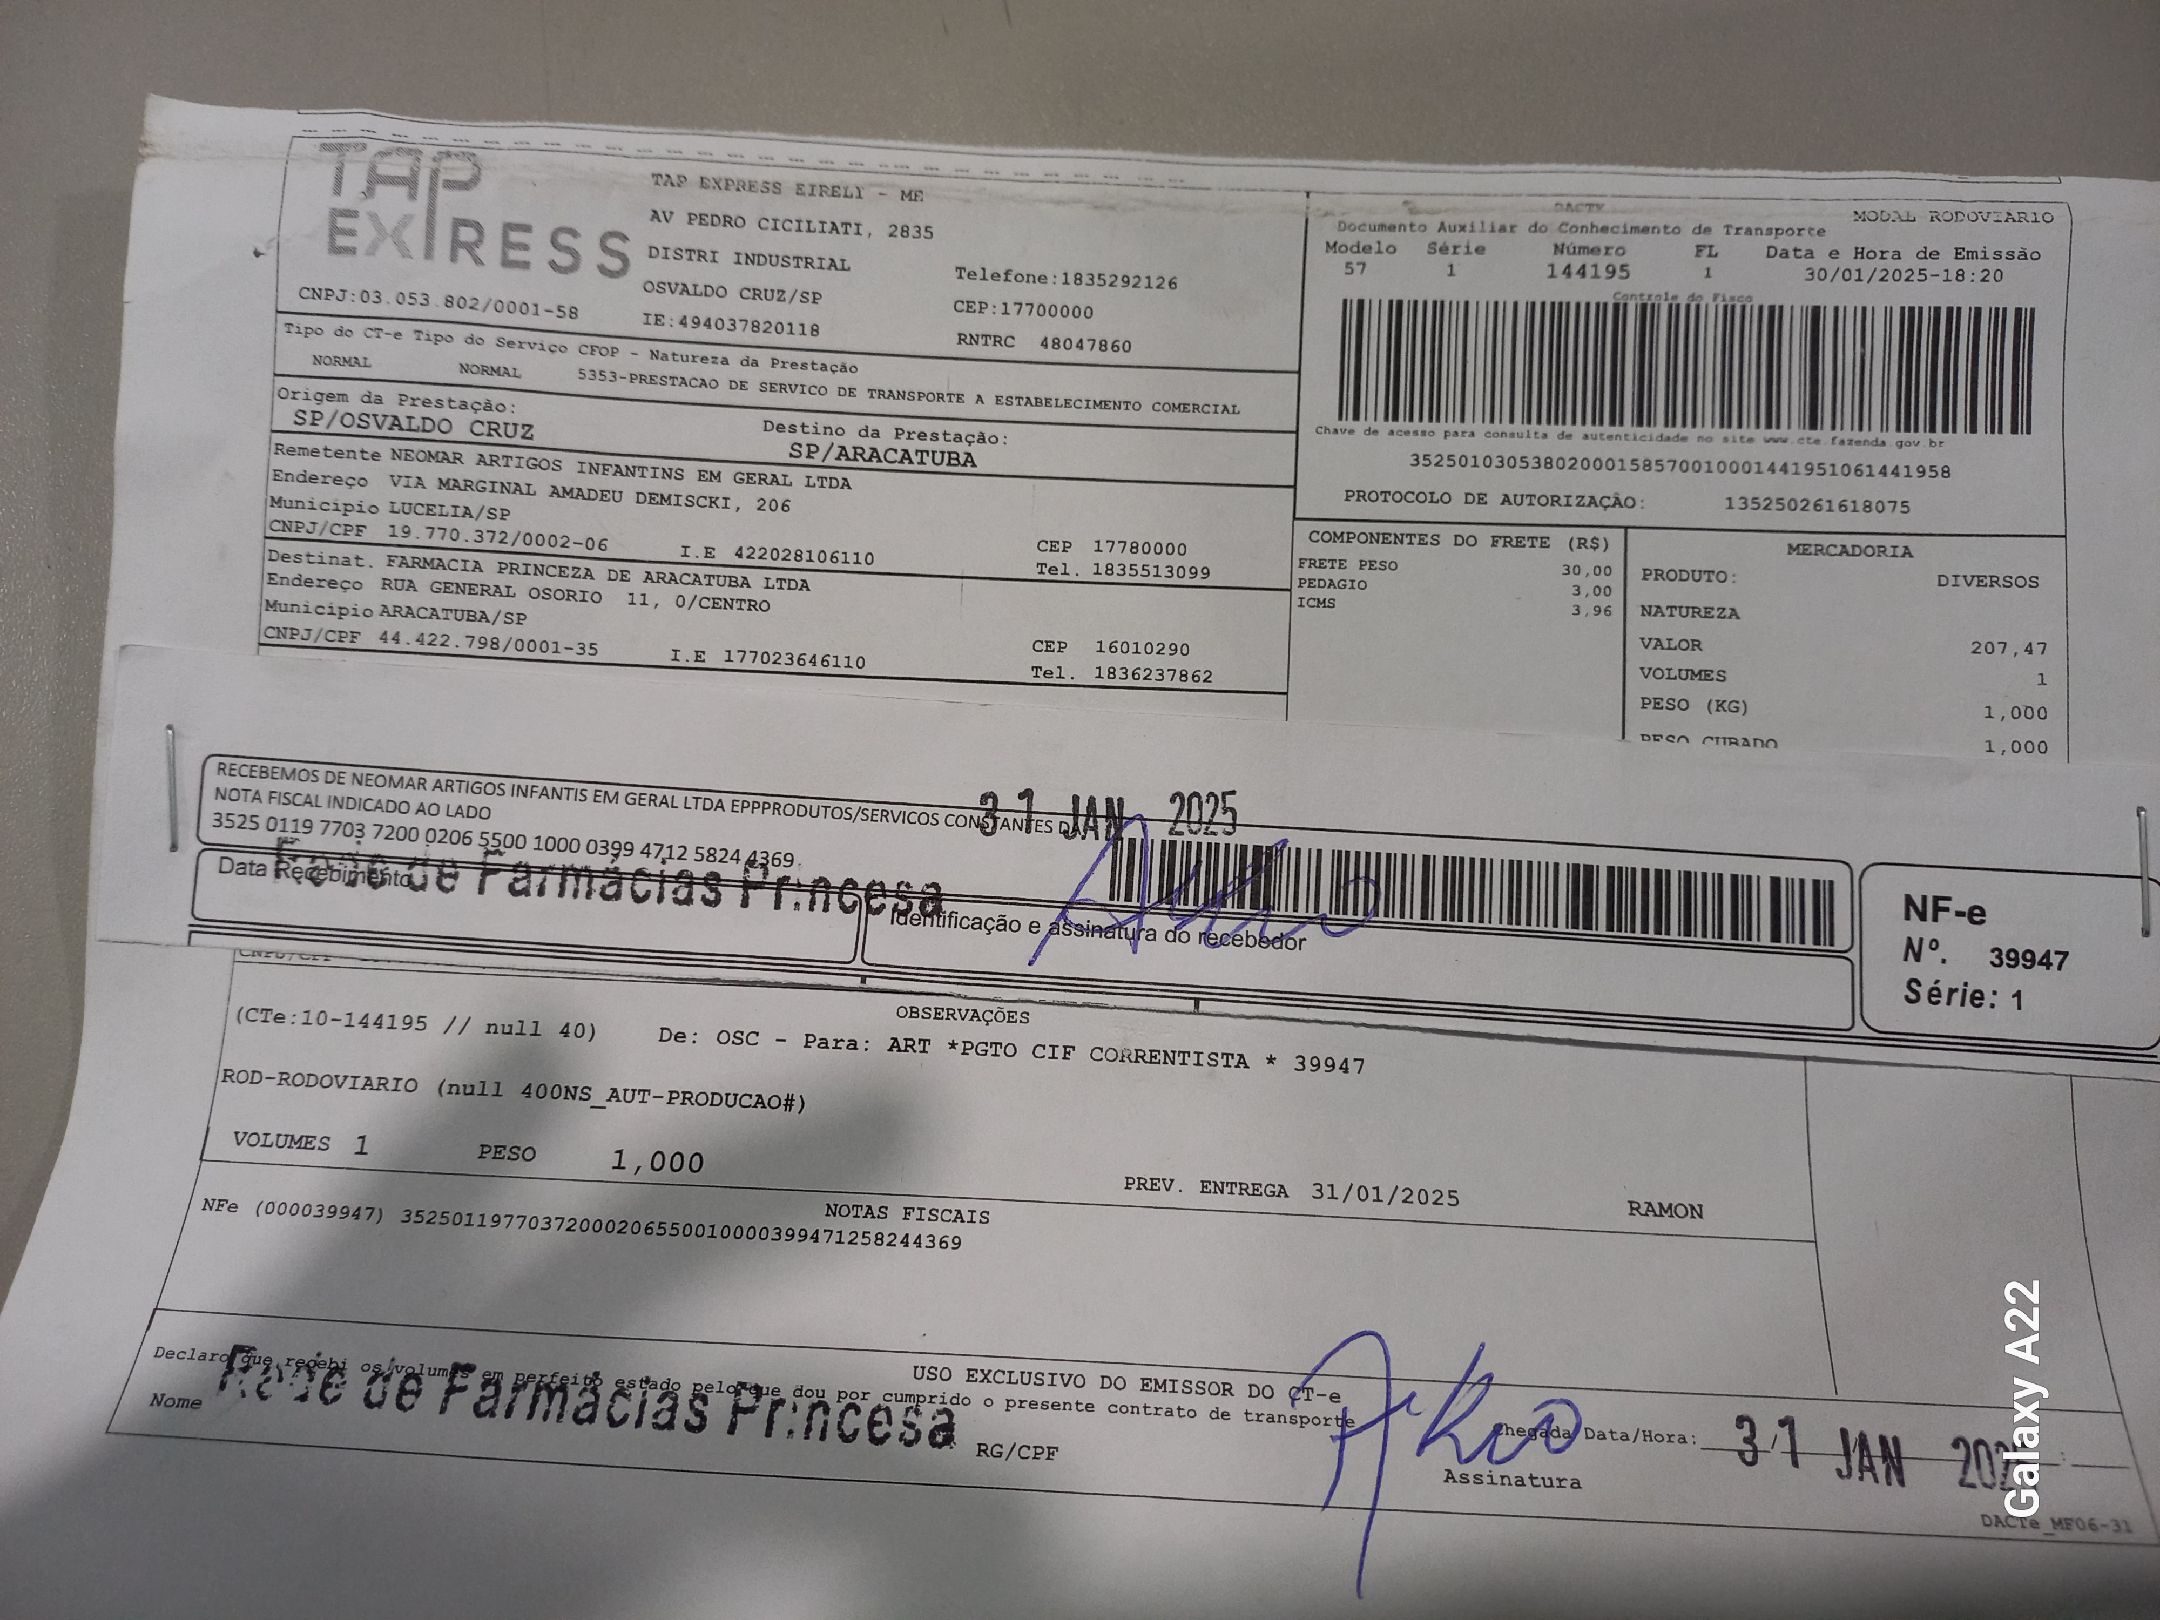 TAP EXPRESS
CNPJ:03.053.802/0001-58
TAP EXPRESS EIRELI - ME
AV PEDRO CICILIATI, 2835
DISTRI INDUSTRIAL
OSVALDO CRUZ/SP
IE:494037820118
Telefone:1835292126
CEP:17700000
RNTRC 48047860
DACTE
MODAL RODOVIARIO
Documento Auxiliar do Conhecimento de Transporte
Modelo Série Número FL Data e Hora de Emissão
57 1 144195 1 30/01/2025-18:20
Controle do Fisco
Chave de acesso para consulta de autenticidade no site www.cte.fazenda.gov.br
35250103053802000158570010001441951061441958
PROTOCOLO DE AUTORIZAÇÃO: 135250261618075
Tipo do CT-e Tipo do Serviço CFOP - Natureza da Prestação
NORMAL NORMAL 5353-PRESTACAO DE SERVICO DE TRANSPORTE A ESTABELECIMENTO COMERCIAL
Origem da Prestação:
SP/OSVALDO CRUZ
Destino da Prestação:
SP/ARACATUBA
Remetente NEOMAR ARTIGOS INFANTINS EM GERAL LTDA
Endereço VIA MARGINAL AMADEU DEMISCKI, 206
Municipio LUCELIA/SP CEP 17780000
CNPJ/CPF 19.770.372/0002-06 I.E 422028106110 Tel. 1835513099
Destinat. FARMACIA PRINCEZA DE ARACATUBA LTDA
Endereço RUA GENERAL OSORIO 11, 0/CENTRO
Municipio ARACATUBA/SP CEP 16010290
CNPJ/CPF 44.422.798/0001-35 I.E 177023646110 Tel. 1836237862
COMPONENTES DO FRETE (R$)
FRETE PESO 30,00
PEDAGIO 3,00
ICMS 3,96
MERCADORIA
PRODUTO: DIVERSOS
NATUREZA
VALOR 207,47
VOLUMES 1
PESO (KG) 1,000
PESO CUBADO 1,000
RECEBEMOS DE NEOMAR ARTIGOS INFANTIS EM GERAL LTDA EPPPRODUTOS/SERVICOS CONSTANTES DA
NOTA FISCAL INDICADO AO LADO
3525 0119 7703 7200 0206 5500 1000 0399 4712 5824 4369
31 JAN 2025
Data Recebimento
Rede de Farmácias Princesa
Identificação e assinatura do recebedor
NF-e
Nº. 39947
Série: 1
CNPJ/CPF
OBSERVAÇÕES
(CTe:10-144195 // null 40) De: OSC - Para: ART *PGTO CIF CORRENTISTA * 39947
ROD-RODOVIARIO (null 400NS_AUT-PRODUCAO#)
VOLUMES 1 PESO 1,000
PREV. ENTREGA 31/01/2025 RAMON
NOTAS FISCAIS
NFe (000039947) 35250119770372000206550010000399471258244369
USO EXCLUSIVO DO EMISSOR DO CT-e
Declaro que recebi os volumes em perfeito estado pelo que dou por cumprido o presente contrato de transporte
Nome
Rede de Farmácias Princesa
RG/CPF
Assinatura
Chegada Data/Hora:
31 JAN 202
DACTe_MF06-31
Galaxy A22